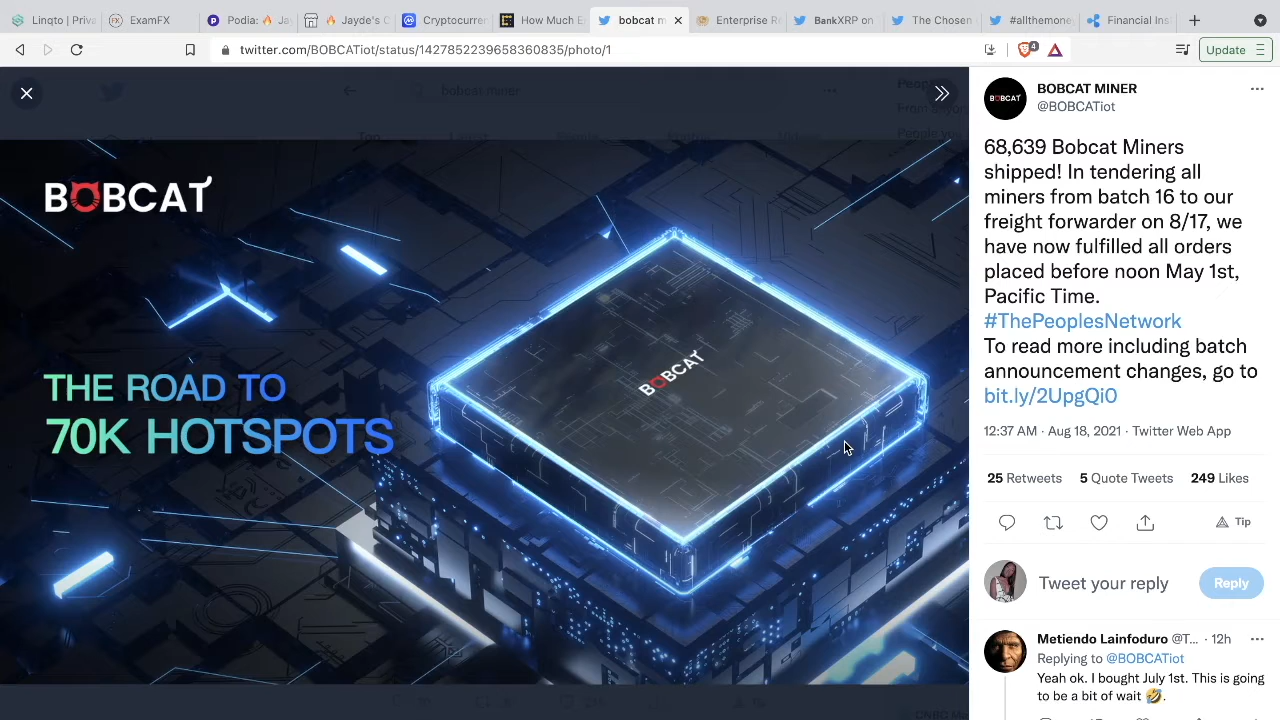 Linqto | Priv
ExamFX
Podia: 🔥 Ja
🔥 Jayde's C
Cryptocurren
How Much E
bobcat m
Enterprise R
BankXRP on
The Chosen
#allthemone
Financial Ins
twitter.com/BOBCATiot/status/1427852239658360835/photo/1
4
Update
bobcat miner
BOBCAT
THE ROAD TO
70K HOTSPOTS
BOBCAT
BOBCAT
BOBCAT MINER
@BOBCATiot
68,639 Bobcat Miners
shipped! In tendering all
miners from batch 16 to our
freight forwarder on 8/17, we
have now fulfilled all orders
placed before noon May 1st,
Pacific Time.
#ThePeoplesNetwork
To read more including batch
announcement changes, go to
bit.ly/2UpgQi0
12:37 AM · Aug 18, 2021 · Twitter Web App
25 Retweets 5 Quote Tweets 249 Likes
Tip
Tweet your reply
Reply
Metiendo Lainfoduro @T... · 12h
Replying to @BOBCATiot
Yeah ok. I bought July 1st. This is going
to be a bit of wait 🤣.